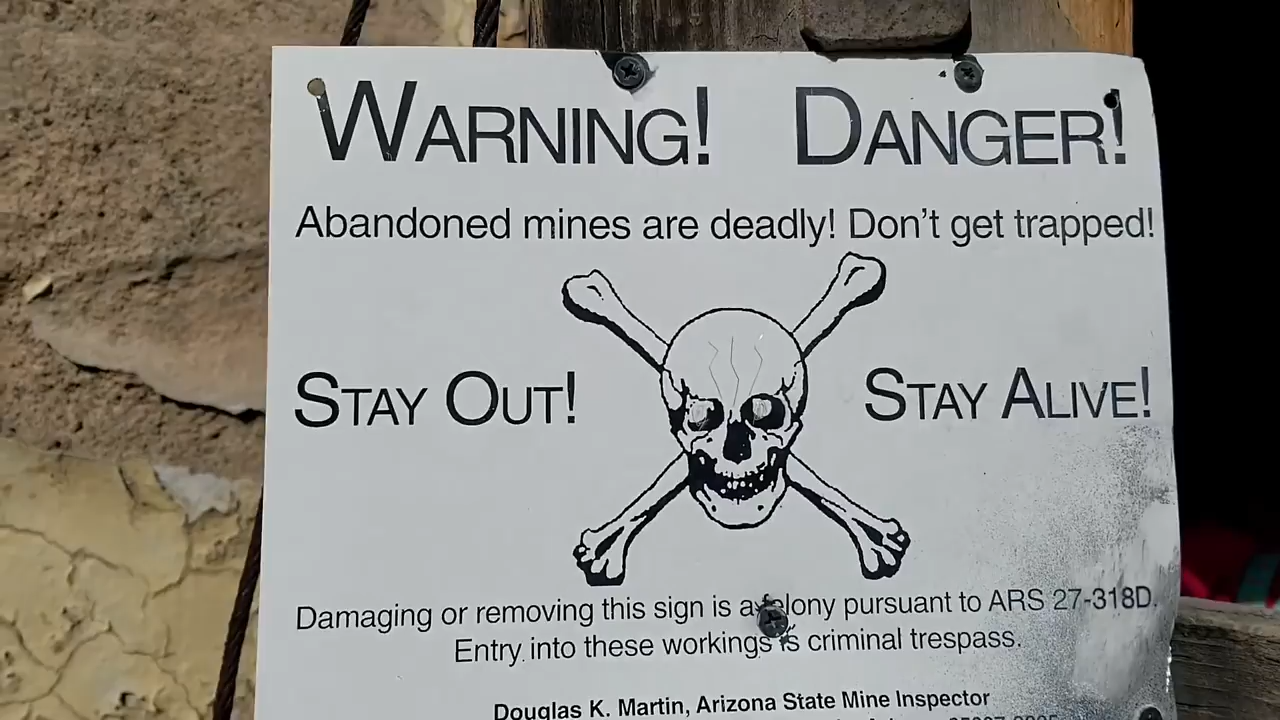 WARNING! DANGER!
Abandoned mines are deadly! Don't get trapped!
STAY OUT! STAY ALIVE!
Damaging or removing this sign is a felony pursuant to ARS 27-318D.
Entry into these workings is criminal trespass.
Douglas K. Martin, Arizona State Mine Inspector